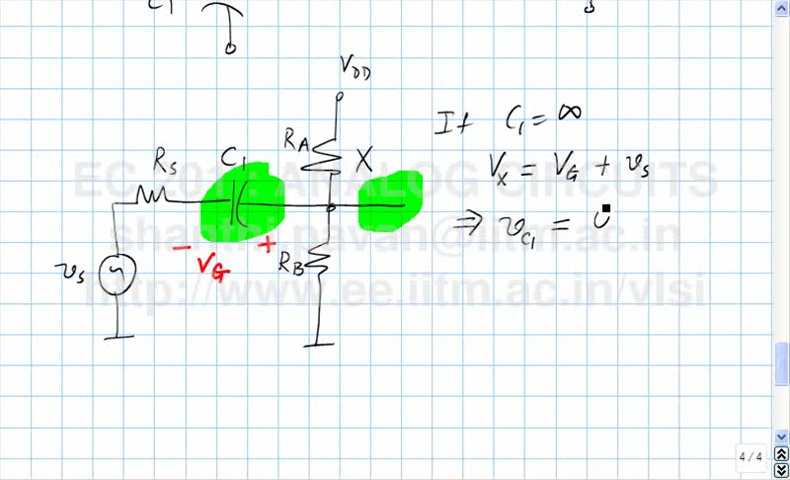 C1
VDD
RA
X
Rs
C1
If C1 = ∞
Vx = VG + vs
⇒ vC1 =
EC 201: ANALOG CIRCUITS
shanthi.pavan@iitm.ac.in
http://www.ee.iitm.ac.in/vlsi
− VG +
RB
vs
4/4